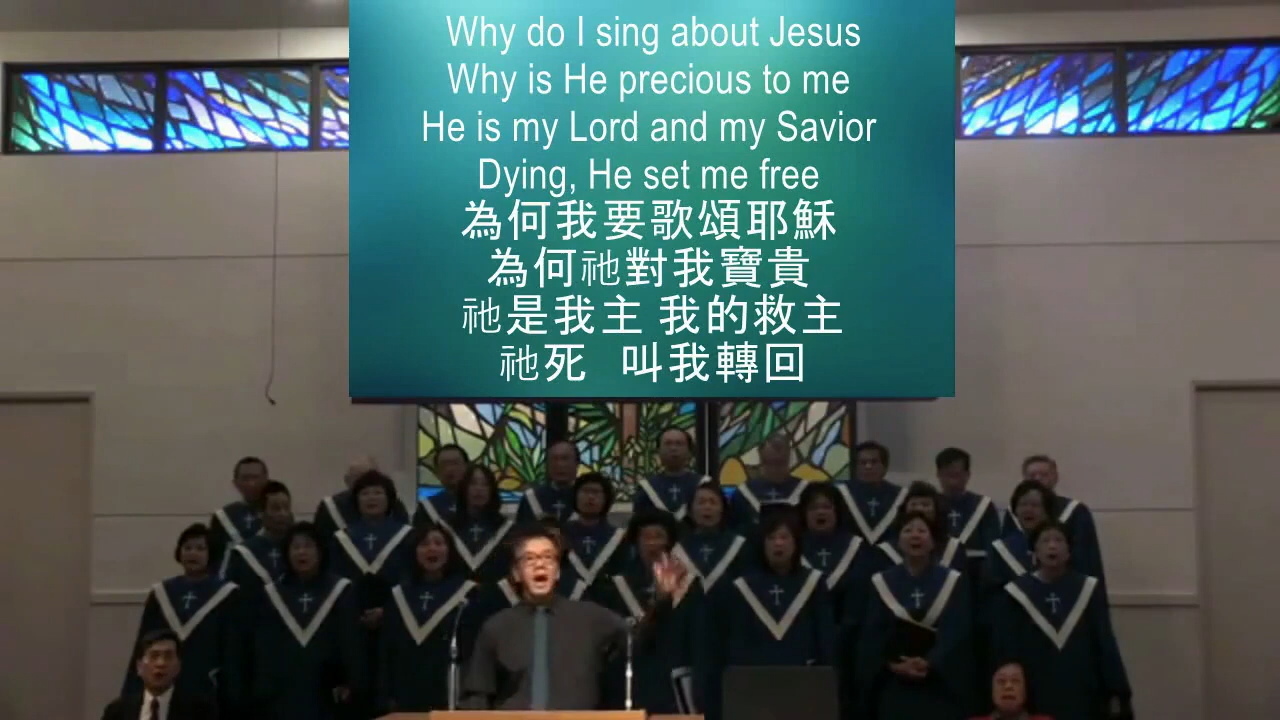 Why do I sing about Jesus
Why is He precious to me
He is my Lord and my Savior
Dying, He set me free
為何我要歌頌耶穌
為何祂對我寶貴
祂是我主 我的救主
祂死 叫我轉回